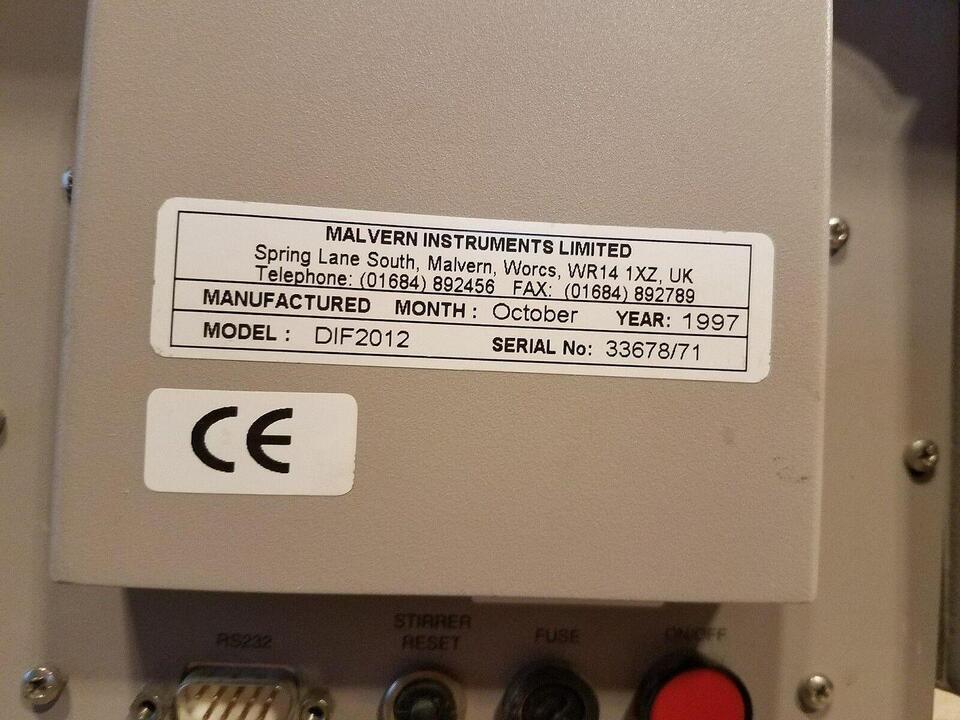 MALVERN INSTRUMENTS LIMITED
Spring Lane South, Malvern, Worcs, WR14 1XZ, UK
Telephone: (01684) 892456 FAX: (01684) 892789
MANUFACTURED MONTH : October YEAR: 1997
MODEL : DIF2012 SERIAL No: 33678/71
CE
RS232 STIRRER RESET FUSE ON/OFF